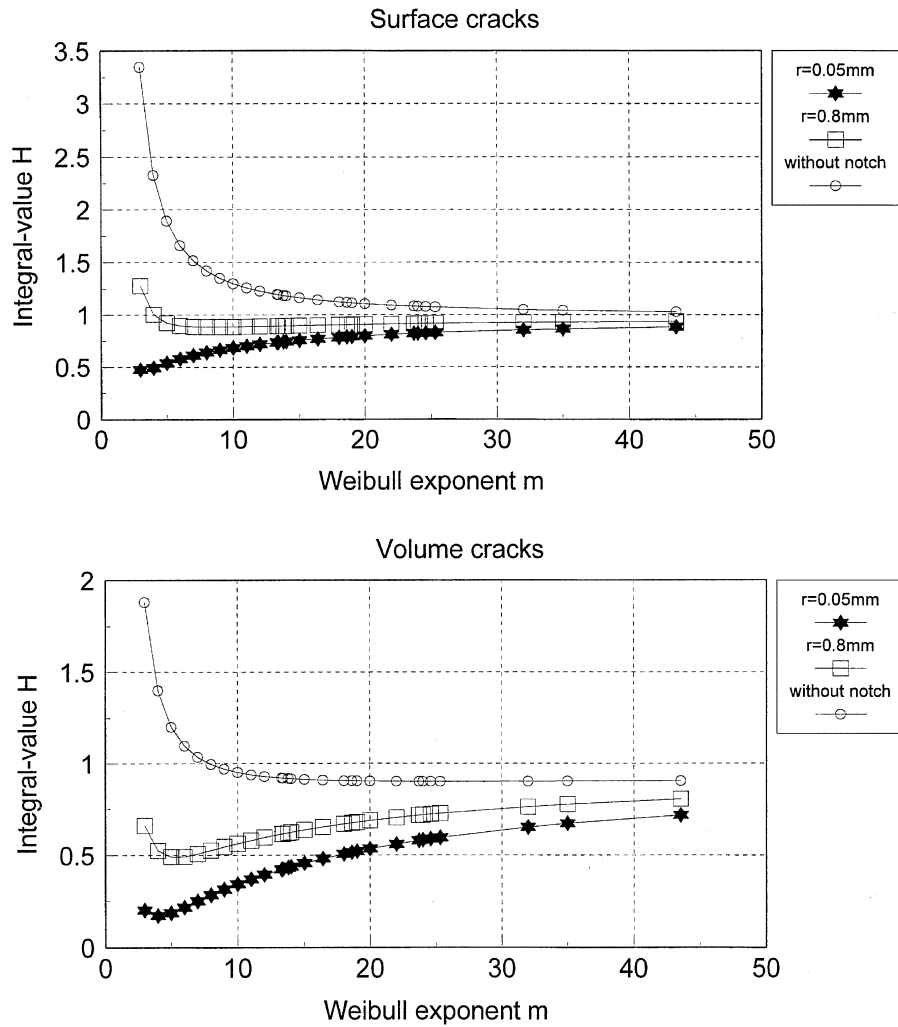 Surface cracks
3.5
3
2.5
2
1.5
1
0.5
0
Integral-value H
0 10 20 30 40 50
Weibull exponent m
r=0.05mm
r=0.8mm
without notch
Volume cracks
2
1.5
1
0.5
0
Integral-value H
0 10 20 30 40 50
Weibull exponent m
r=0.05mm
r=0.8mm
without notch